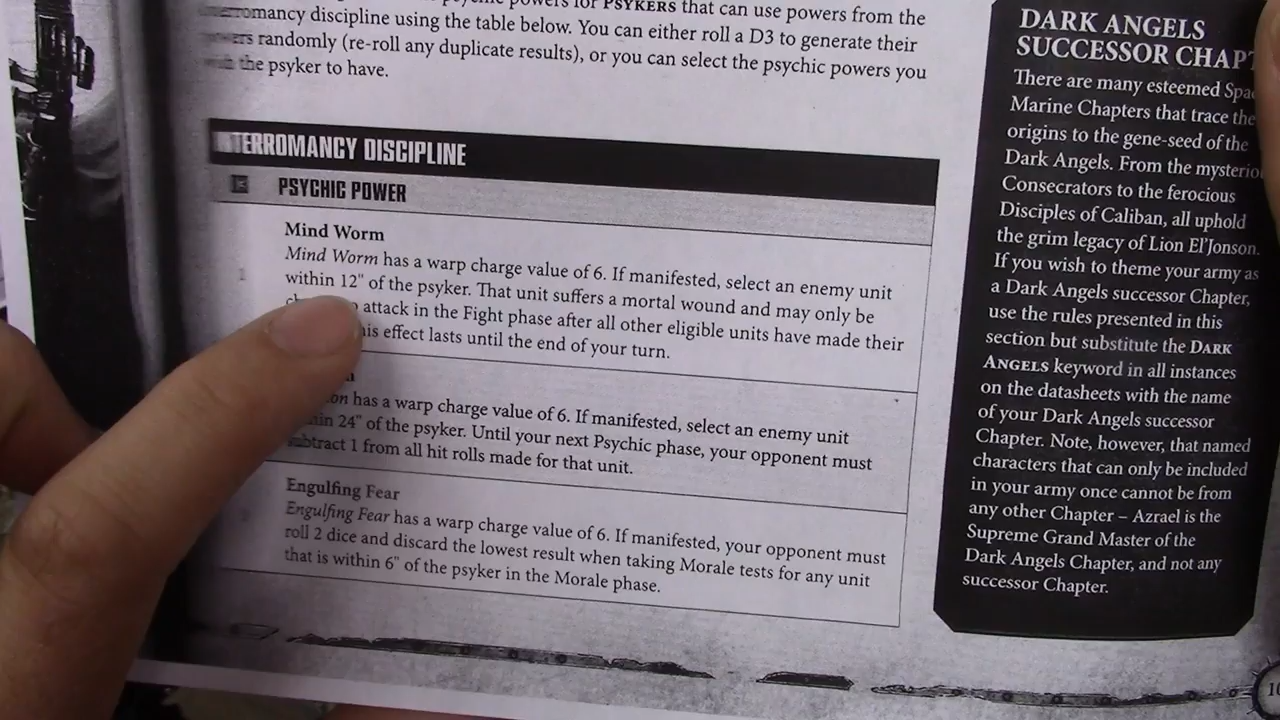 powers for PSYKERS that can use powers from the
discipline using the table below. You can either roll a D3 to generate their
randomly (re-roll any duplicate results), or you can select the psychic powers you
the psyker to have.
INTERROMANCY DISCIPLINE
PSYCHIC POWER
1
Mind Worm
Mind Worm has a warp charge value of 6. If manifested, select an enemy unit
within 12" of the psyker. That unit suffers a mortal wound and may only be
attack in the Fight phase after all other eligible units have made their
effect lasts until the end of your turn.
has a warp charge value of 6. If manifested, select an enemy unit
24" of the psyker. Until your next Psychic phase, your opponent must
subtract 1 from all hit rolls made for that unit.
Engulfing Fear
Engulfing Fear has a warp charge value of 6. If manifested, your opponent must
roll 2 dice and discard the lowest result when taking Morale tests for any unit
that is within 6" of the psyker in the Morale phase.
DARK ANGELS
SUCCESSOR
There are many esteemed
Marine Chapters that trace the
origins to the gene-seed of the
Dark Angels. From the
Consecrators to the ferocious
Disciples of Caliban, all uphold
the grim legacy of Lion El'Jonson.
If you wish to theme your army as
a Dark Angels successor Chapter,
use the rules presented in this
section but substitute the DARK
ANGELS keyword in all instances
on the datasheets with the name
of your Dark Angels successor
Chapter. Note, however, that named
characters that can only be included
in your army once cannot be from
any other Chapter – Azrael is the
Supreme Grand Master of the
Dark Angels Chapter, and not any
successor Chapter.